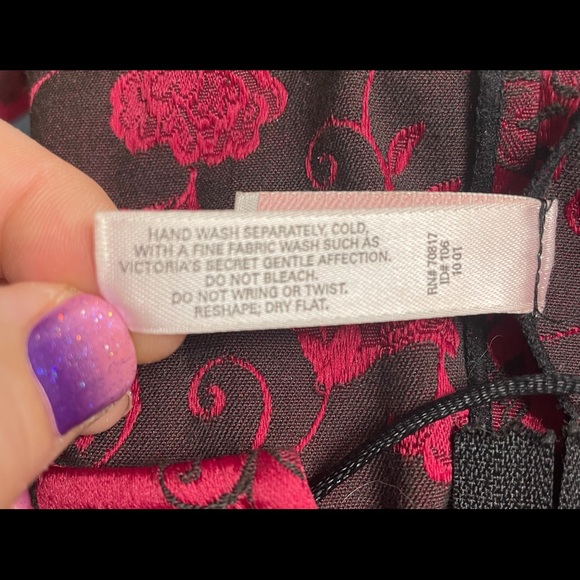 HAND WASH SEPARATELY, COLD,
WITH A FINE FABRIC WASH SUCH AS
VICTORIA'S SECRET GENTLE AFFECTION.
DO NOT BLEACH.
DO NOT WRING OR TWIST.
RESHAPE; DRY FLAT.
RN# 70817
ID# T06
10 01